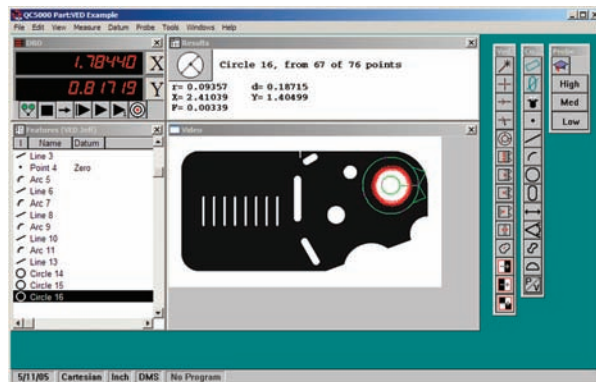 QC5000 Part:VED Example
File Edit View Measure Datum Probe Tools Windows Help
DRO
1.78440 X
0.81719 Y
Results
Circle 16, from 67 of 76 points
r= 0.09357 d= 0.18715
X= 2.41039 Y= 1.40499
F= 0.00339
Features (VED Jeff)
! Name Datum
Line 3
Point 4 Zero
Arc 5
Line 6
Arc 7
Line 8
Arc 9
Line 10
Arc 11
Line 13
Circle 14
Circle 15
Circle 16
Video
Probe
High
Med
Low
5/11/05 Cartesian Inch DMS No Program